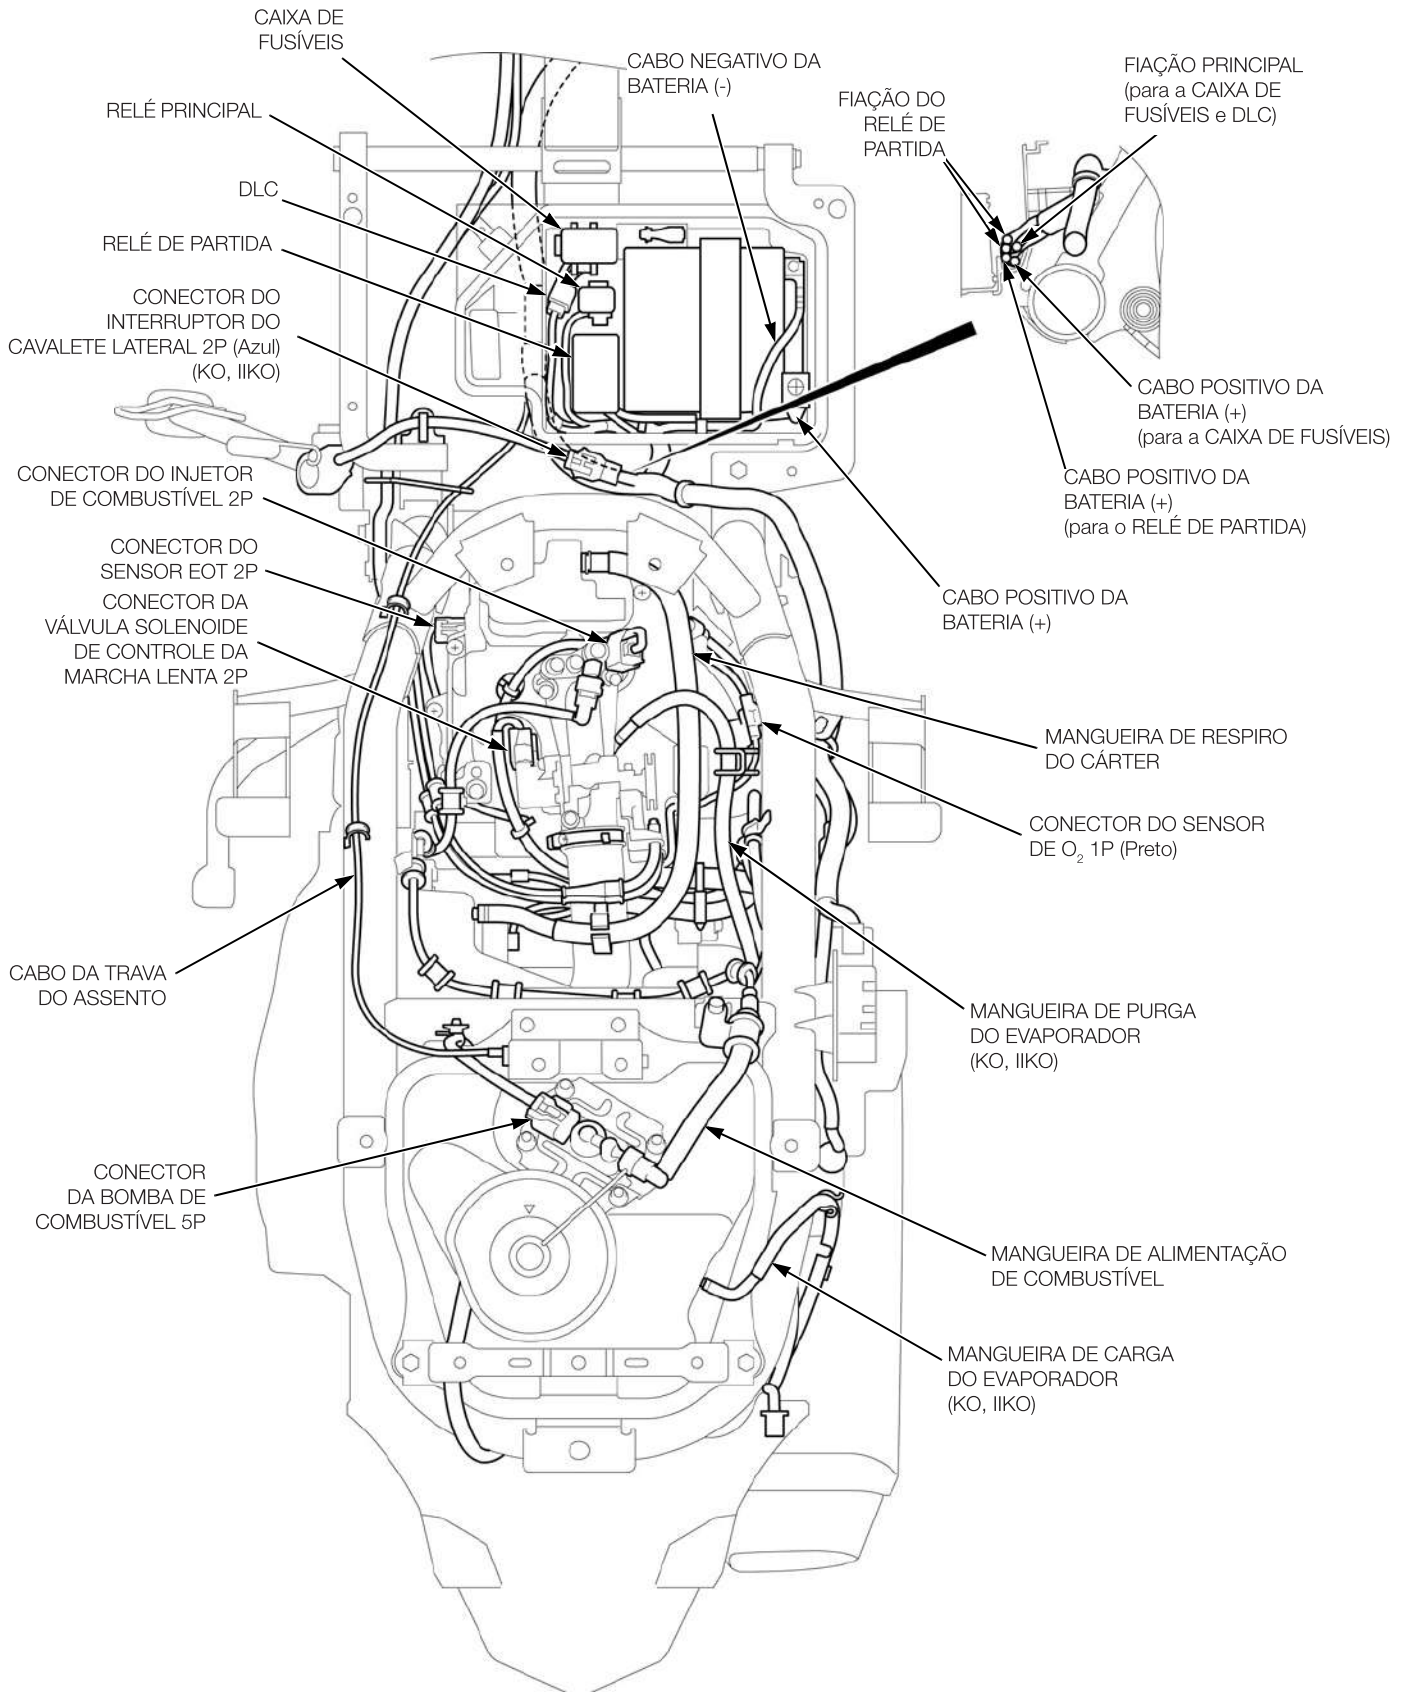 CAIXA DE
FUSÍVEIS
CABO NEGATIVO DA
BATERIA (-)
FIAÇÃO PRINCIPAL
(para a CAIXA DE
FUSÍVEIS e DLC)
FIAÇÃO DO
RELÉ DE
PARTIDA
RELÉ PRINCIPAL
DLC
RELÉ DE PARTIDA
CONECTOR DO
INTERRUPTOR DO
CAVALETE LATERAL 2P (Azul)
(KO, IIKO)
CABO POSITIVO DA
BATERIA (+)
(para a CAIXA DE FUSÍVEIS)
CABO POSITIVO DA
BATERIA (+)
(para o RELÉ DE PARTIDA)
CONECTOR DO INJETOR
DE COMBUSTÍVEL 2P
CONECTOR DO
SENSOR EOT 2P
CABO POSITIVO DA
BATERIA (+)
CONECTOR DA
VÁLVULA SOLENOIDE
DE CONTROLE DA
MARCHA LENTA 2P
MANGUEIRA DE RESPIRO
DO CÁRTER
CONECTOR DO SENSOR
DE O₂ 1P (Preto)
CABO DA TRAVA
DO ASSENTO
MANGUEIRA DE PURGA
DO EVAPORADOR
(KO, IIKO)
CONECTOR
DA BOMBA DE
COMBUSTÍVEL 5P
MANGUEIRA DE ALIMENTAÇÃO
DE COMBUSTÍVEL
MANGUEIRA DE CARGA
DO EVAPORADOR
(KO, IIKO)